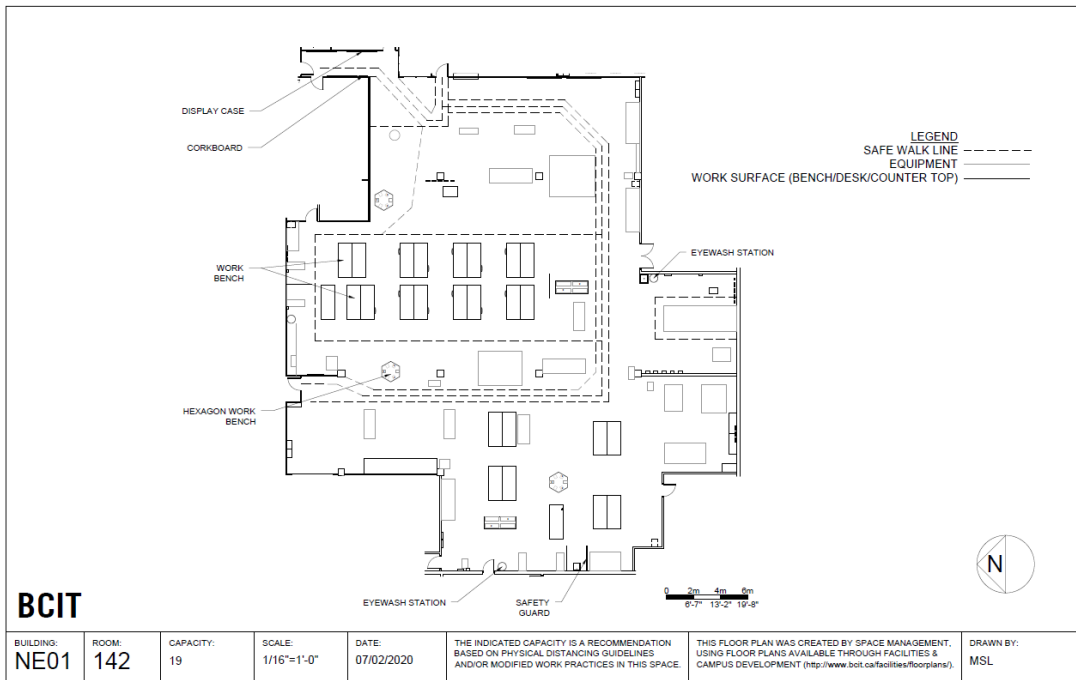 DISPLAY CASE
CORKBOARD
LEGEND
SAFE WALK LINE
EQUIPMENT
WORK SURFACE (BENCH/DESK/COUNTER TOP)
EYEWASH STATION
WORK
BENCH
HEXAGON WORK
BENCH
N
EYEWASH STATION
SAFETY
GUARD
0 2m 4m 6m
6'-7" 13'-2" 19'-8"
BCIT
BUILDING:
NE01
ROOM:
142
CAPACITY:
19
SCALE:
1/16"=1'-0"
DATE:
07/02/2020
THE INDICATED CAPACITY IS A RECOMMENDATION
BASED ON PHYSICAL DISTANCING GUIDELINES
AND/OR MODIFIED WORK PRACTICES IN THIS SPACE.
THIS FLOOR PLAN WAS CREATED BY SPACE MANAGEMENT,
USING FLOOR PLANS AVAILABLE THROUGH FACILITIES &
CAMPUS DEVELOPMENT (http://www.bcit.ca/facilities/floorplans/).
DRAWN BY:
MSL